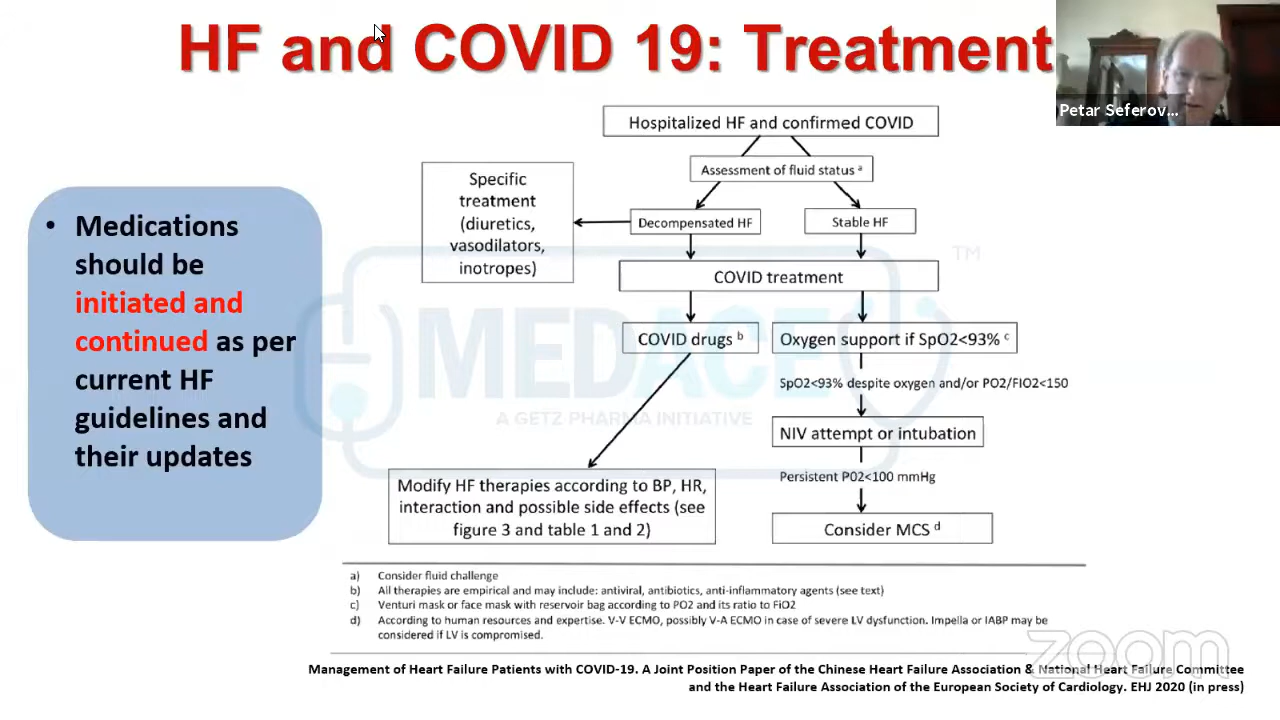 HF and COVID 19: Treatment
Petar Seferov...
• Medications
should be
initiated and
continued as per
current HF
guidelines and
their updates
Hospitalized HF and confirmed COVID
Assessment of fluid status a
Specific
treatment
(diuretics,
vasodilators,
inotropes)
Decompensated HF
Stable HF
COVID treatment
COVID drugs b
Oxygen support if SpO2<93% c
SpO2<93% despite oxygen and/or PO2/FIO2<150
NIV attempt or intubation
Persistent P02<100 mmHg
Consider MCS d
Modify HF therapies according to BP, HR,
interaction and possible side effects (see
figure 3 and table 1 and 2)
MEDACE
TM
A GETZ PHARMA INITIATIVE
a) Consider fluid challenge
b) All therapies are empirical and may include: antiviral, antibiotics, anti-inflammatory agents (see text)
c) Venturi mask or face mask with reservoir bag according to PO2 and its ratio to FiO2
d) According to human resources and expertise. V-V ECMO, possibly V-A ECMO in case of severe LV dysfunction. Impella or IABP may be
considered if LV is compromised.
zoom
Management of Heart Failure Patients with COVID-19. A Joint Position Paper of the Chinese Heart Failure Association & National Heart Failure Committee
and the Heart Failure Association of the European Society of Cardiology. EHJ 2020 (in press)